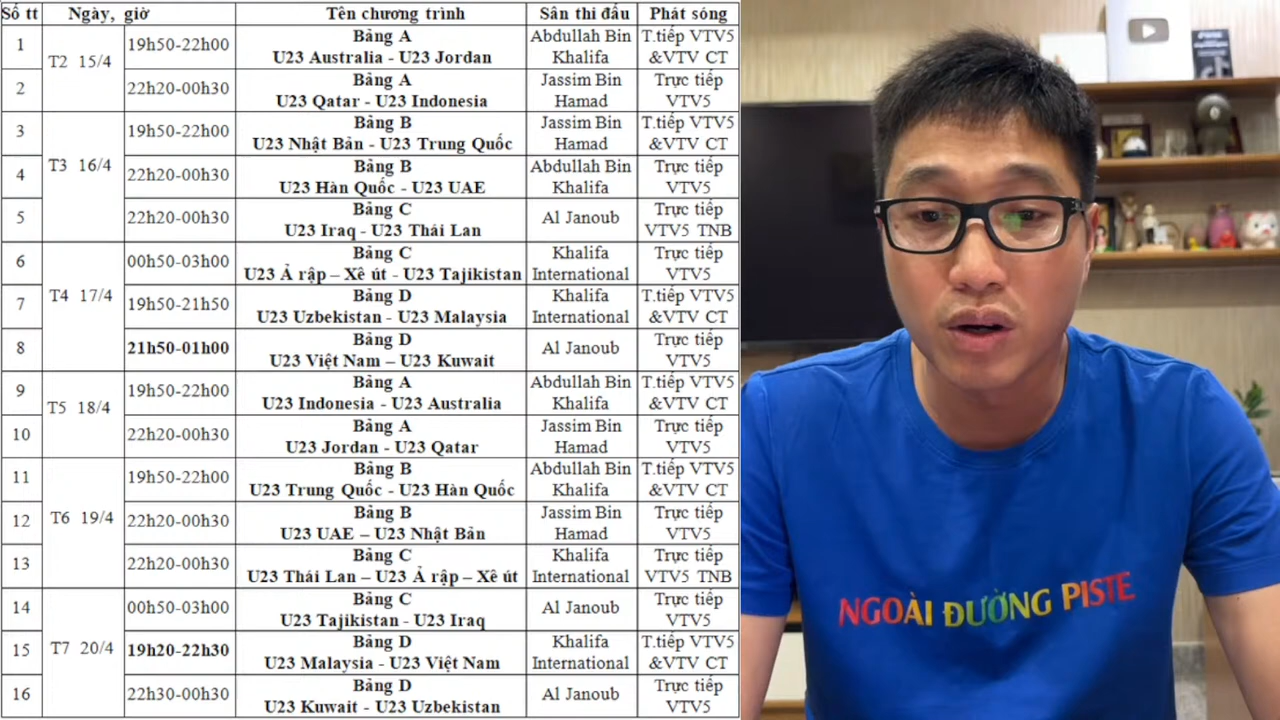 Số tt Ngày, giờ Tên chương trình Sân thi đấu Phát sóng
1 T2 15/4 19h50-22h00 Bảng A Abdullah Bin T.tiếp VTV5
U23 Australia - U23 Jordan Khalifa &VTV CT
2 22h20-00h30 Bảng A Jassim Bin Trực tiếp
U23 Qatar - U23 Indonesia Hamad VTV5
3 T3 16/4 19h50-22h00 Bảng B Jassim Bin T.tiếp VTV5
U23 Nhật Bản - U23 Trung Quốc Hamad &VTV CT
4 22h20-00h30 Bảng B Abdullah Bin Trực tiếp
U23 Hàn Quốc - U23 UAE Khalifa VTV5
5 22h20-00h30 Bảng C Al Janoub Trực tiếp
U23 Iraq - U23 Thái Lan VTV5 TNB
6 T4 17/4 00h50-03h00 Bảng C Khalifa Trực tiếp
U23 Ả rập – Xê út - U23 Tajikistan International VTV5
7 19h50-21h50 Bảng D Khalifa T.tiếp VTV5
U23 Uzbekistan - U23 Malaysia International &VTV CT
8 21h50-01h00 Bảng D Al Janoub Trực tiếp
U23 Việt Nam – U23 Kuwait VTV5
9 T5 18/4 19h50-22h00 Bảng A Abdullah Bin T.tiếp VTV5
U23 Indonesia - U23 Australia Khalifa &VTV CT
10 22h20-00h30 Bảng A Jassim Bin Trực tiếp
U23 Jordan - U23 Qatar Hamad VTV5
11 T6 19/4 19h50-22h00 Bảng B Abdullah Bin T.tiếp VTV5
U23 Trung Quốc - U23 Hàn Quốc Khalifa &VTV CT
12 22h20-00h30 Bảng B Jassim Bin Trực tiếp
U23 UAE – U23 Nhật Bản Hamad VTV5
13 22h20-00h30 Bảng C Khalifa Trực tiếp
U23 Thái Lan – U23 Ả rập – Xê út International VTV5 TNB
14 T7 20/4 00h50-03h00 Bảng C Al Janoub Trực tiếp
U23 Tajikistan - U23 Iraq VTV5
15 19h20-22h30 Bảng D Khalifa T.tiếp VTV5
U23 Malaysia - U23 Việt Nam International &VTV CT
16 22h30-00h30 Bảng D Al Janoub Trực tiếp
U23 Kuwait - U23 Uzbekistan VTV5
NGOÀI ĐƯỜNG PISTE